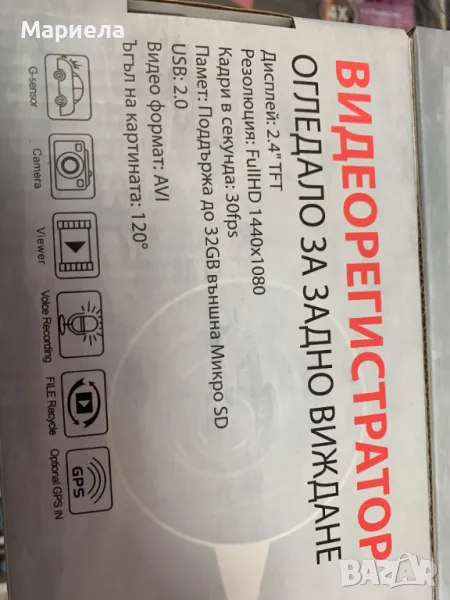 Мариела
ВИДЕОРЕГИСТРАТОР
ОГЛЕДАЛО ЗА ЗАДНО ВИЖДАНЕ
Дисплей: 2.4" TFT
Резолюция: FullHD 1440x1080
Кадри в секунда: 30fps
Памет: Поддържа до 32GB външна Микро SD
USB: 2.0
Видео формат: AVI
Ъгъл на картината: 120°
G-sensor
Camera
Viewer
Voice Recording
FILE Recycle
GPS
Optional GPS IN
BAZAR